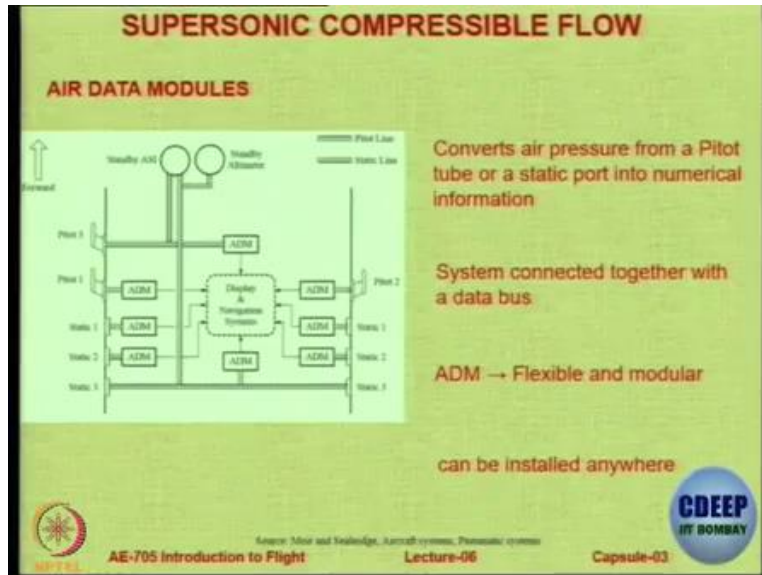 SUPERSONIC COMPRESSIBLE FLOW
AIR DATA MODULES
Forward
Standby ASI
Standby
Altimeter
Pitot Line
Static Line
Pitot 3
ADM
Pitot 1
ADM
Display
&
Navigation
Systems
ADM
Pitot 2
Static 1
ADM
ADM
Static 1
Static 2
ADM
ADM
Static 2
ADM
Static 3
Static 3
Converts air pressure from a Pitot
tube or a static port into numerical
information
System connected together with
a data bus
ADM → Flexible and modular
can be installed anywhere
CDEEP
IIT BOMBAY
Source: Moir and Seabridge, Aircraft systems, Pneumatic systems
NPTEL
AE-705 Introduction to Flight
Lecture-06
Capsule-03